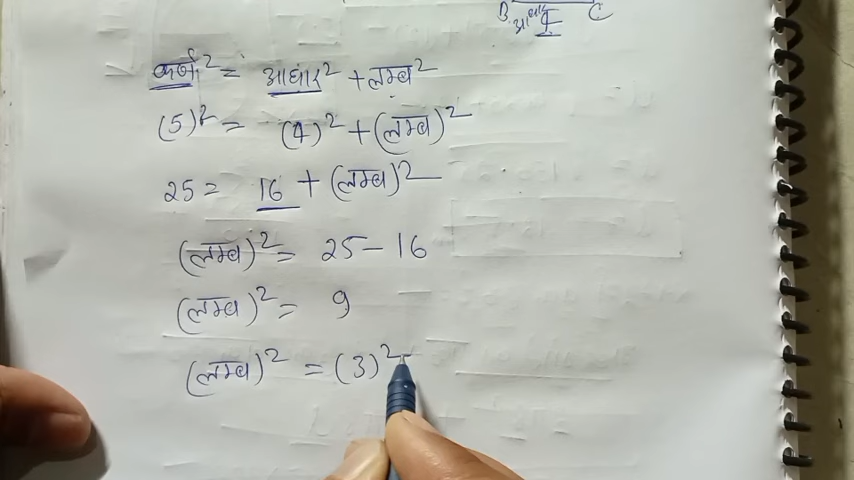 B आधार C
कर्ण² = आधार² + लम्ब²
(5)² = (4)² + (लम्ब)²
25 = 16 + (लम्ब)²
(लम्ब)² = 25 - 16
(लम्ब)² = 9
(लम्ब)² = (3)²